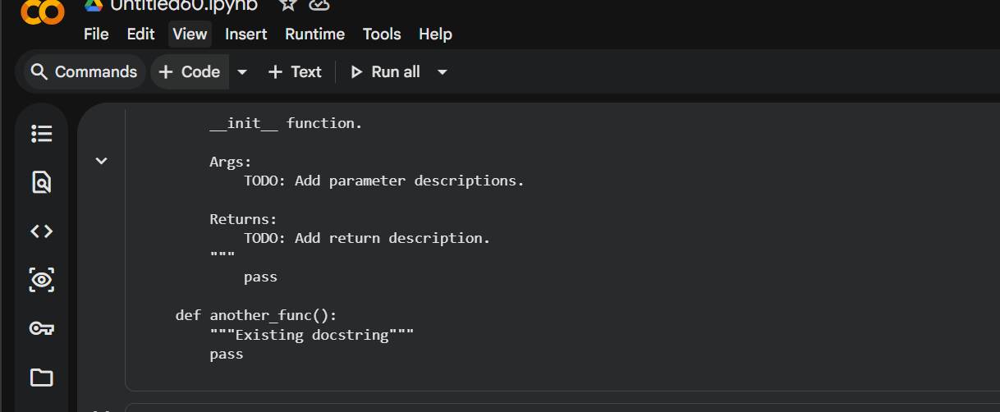 Untitled60.ipynb
File Edit View Insert Runtime Tools Help
Commands + Code + Text Run all
__init__ function.
Args:
TODO: Add parameter descriptions.
Returns:
TODO: Add return description.
"""
pass
def another_func():
"""Existing docstring"""
pass